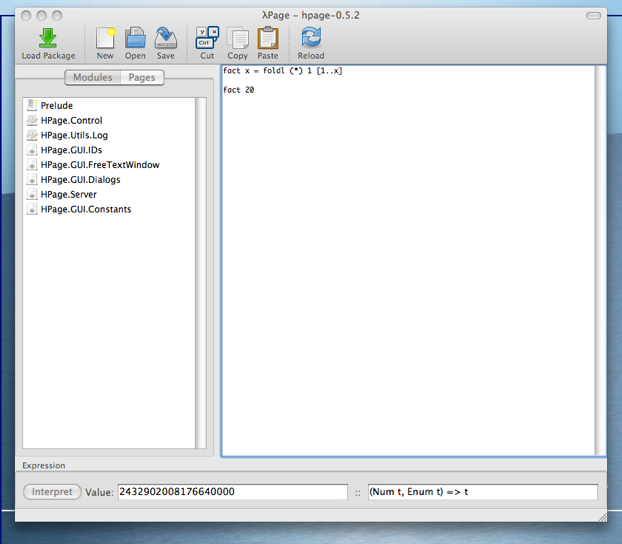 λPage – hpage-0.5.2
Load Package New Open Save Cut Copy Paste Reload
Modules Pages
Prelude
HPage.Control
HPage.Utils.Log
HPage.GUI.IDs
HPage.GUI.FreeTextWindow
HPage.GUI.Dialogs
HPage.Server
HPage.GUI.Constants
fact x = foldl (*) 1 [1..x]
fact 20
Expression
Interpret Value: 2432902008176640000 :: (Num t, Enum t) => t